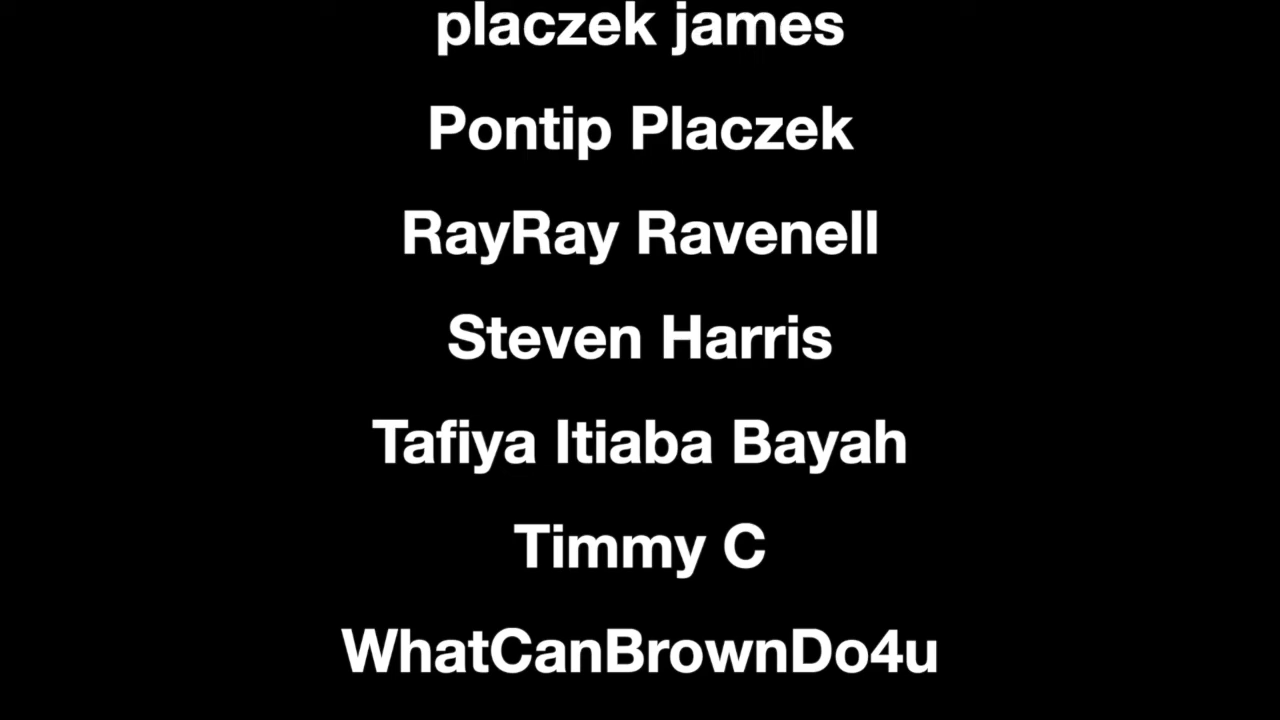 placzek james
Pontip Placzek
RayRay Ravenell
Steven Harris
Tafiya Itiaba Bayah
Timmy C
WhatCanBrownDo4u